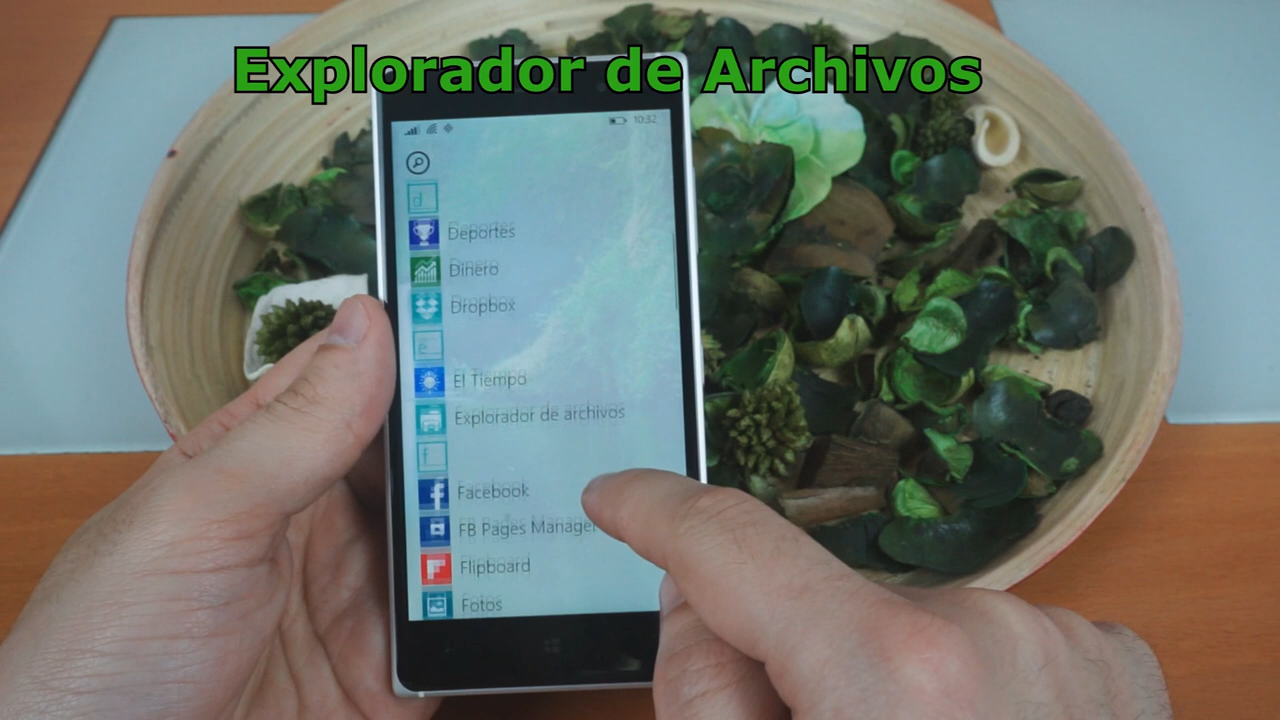 Explorador de Archivos
10:32
d
Deportes
Dinero
Dropbox
e
El Tiempo
Explorador de archivos
f
Facebook
FB Pages Manager
Flipboard
Fotos